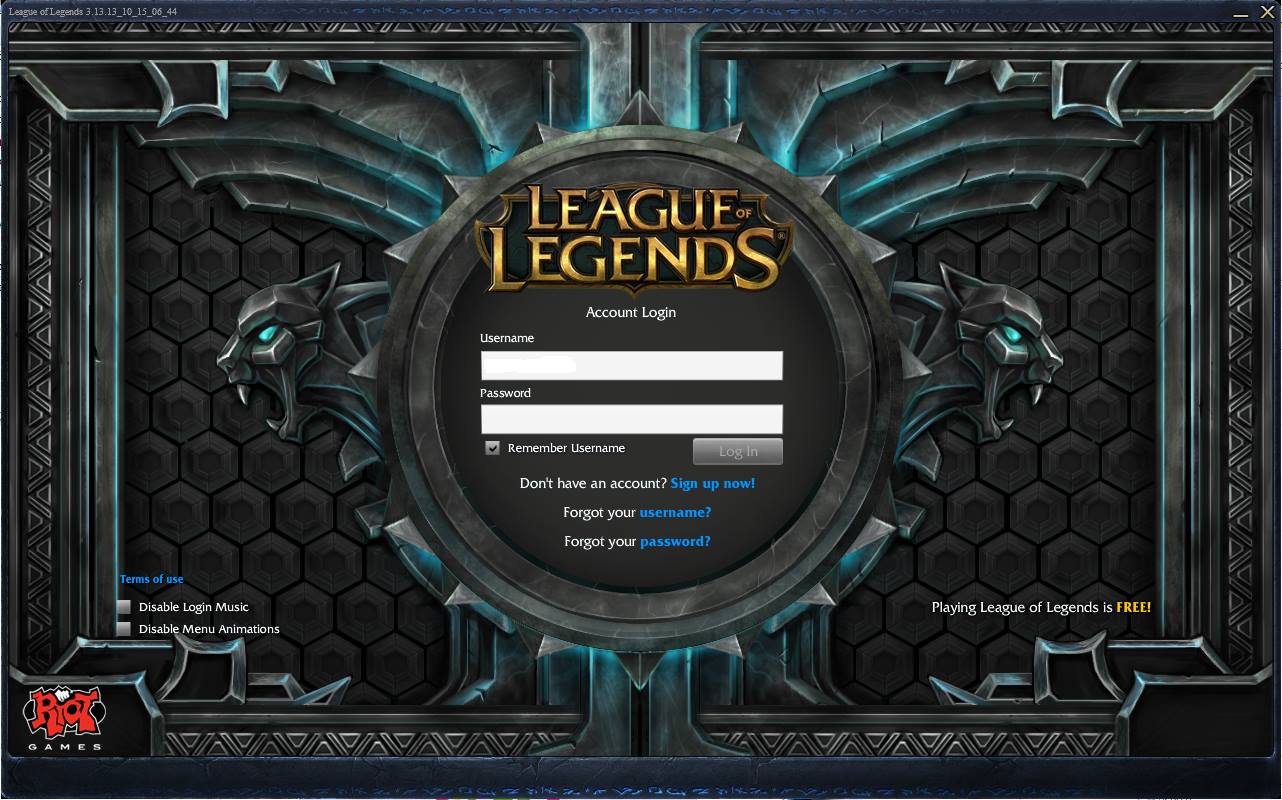 League of Legends 3.13.13_10_15_06_44
LEAGUE OF
LEGENDS®
Account Login
Username
Password
Remember Username
Log In
Don't have an account? Sign up now!
Forgot your username?
Forgot your password?
Terms of use
Disable Login Music
Disable Menu Animations
Playing League of Legends is FREE!
RIOT
GAMES